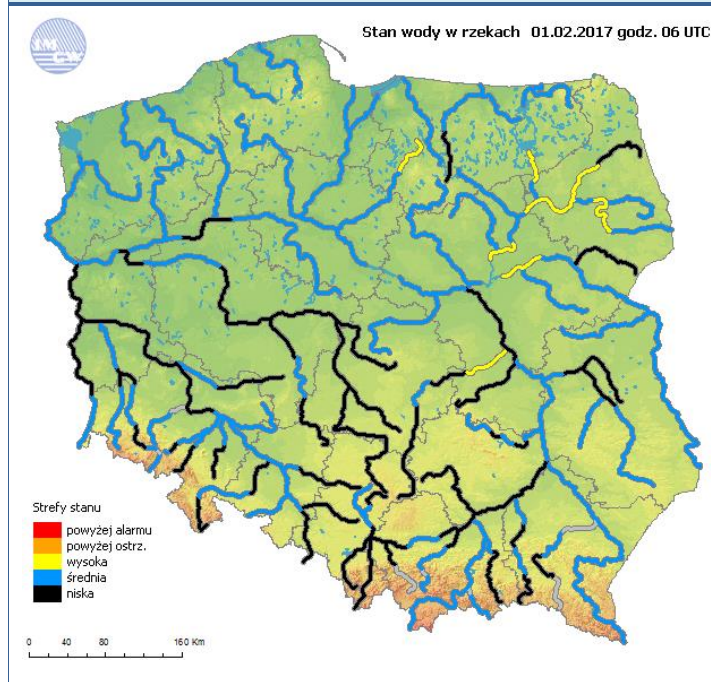 Stan wody w rzekach 01.02.2017 godz. 06 UTC
IMGW
Strefy stanu
powyżej alarmu
powyżej ostrz.
wysoka
średnia
niska
0 40 80 160 Km